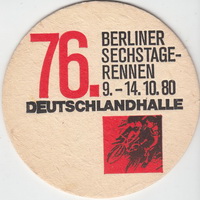 76. BERLINER
SECHSTAGE-
RENNEN
9.-14.10.80
DEUTSCHLANDHALLE